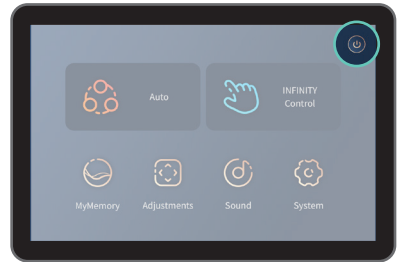 Auto
INFINITY
Control
MyMemory
Adjustments
Sound
System